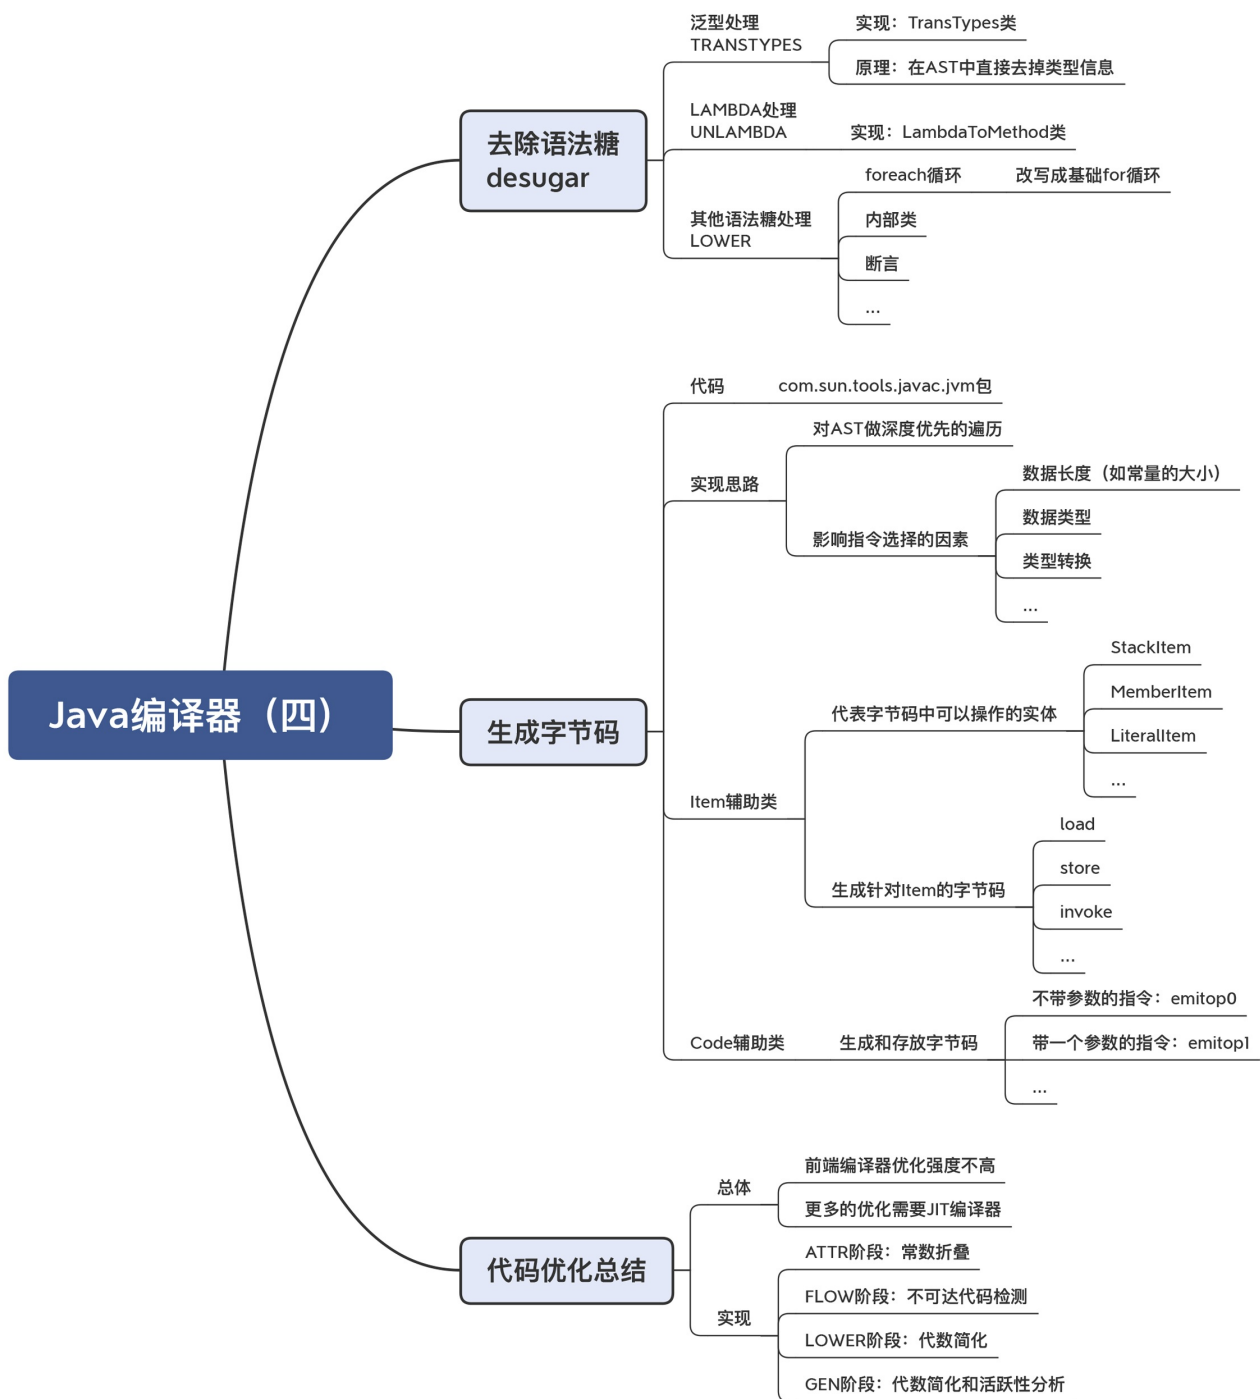 Java编译器（四）
去除语法糖
desugar
泛型处理
TRANSTYPES
实现：TransTypes类
原理：在AST中直接去掉类型信息
LAMBDA处理
UNLAMBDA
实现：LambdaToMethod类
其他语法糖处理
LOWER
foreach循环
改写成基础for循环
内部类
断言
...
生成字节码
代码
com.sun.tools.javac.jvm包
实现思路
对AST做深度优先的遍历
影响指令选择的因素
数据长度（如常量的大小）
数据类型
类型转换
...
Item辅助类
代表字节码中可以操作的实体
StackItem
MemberItem
LiteralItem
...
生成针对Item的字节码
load
store
invoke
...
Code辅助类
生成和存放字节码
不带参数的指令：emitop0
带一个参数的指令：emitop1
...
代码优化总结
总体
前端编译器优化强度不高
更多的优化需要JIT编译器
实现
ATTR阶段：常数折叠
FLOW阶段：不可达代码检测
LOWER阶段：代数简化
GEN阶段：代数简化和活跃性分析